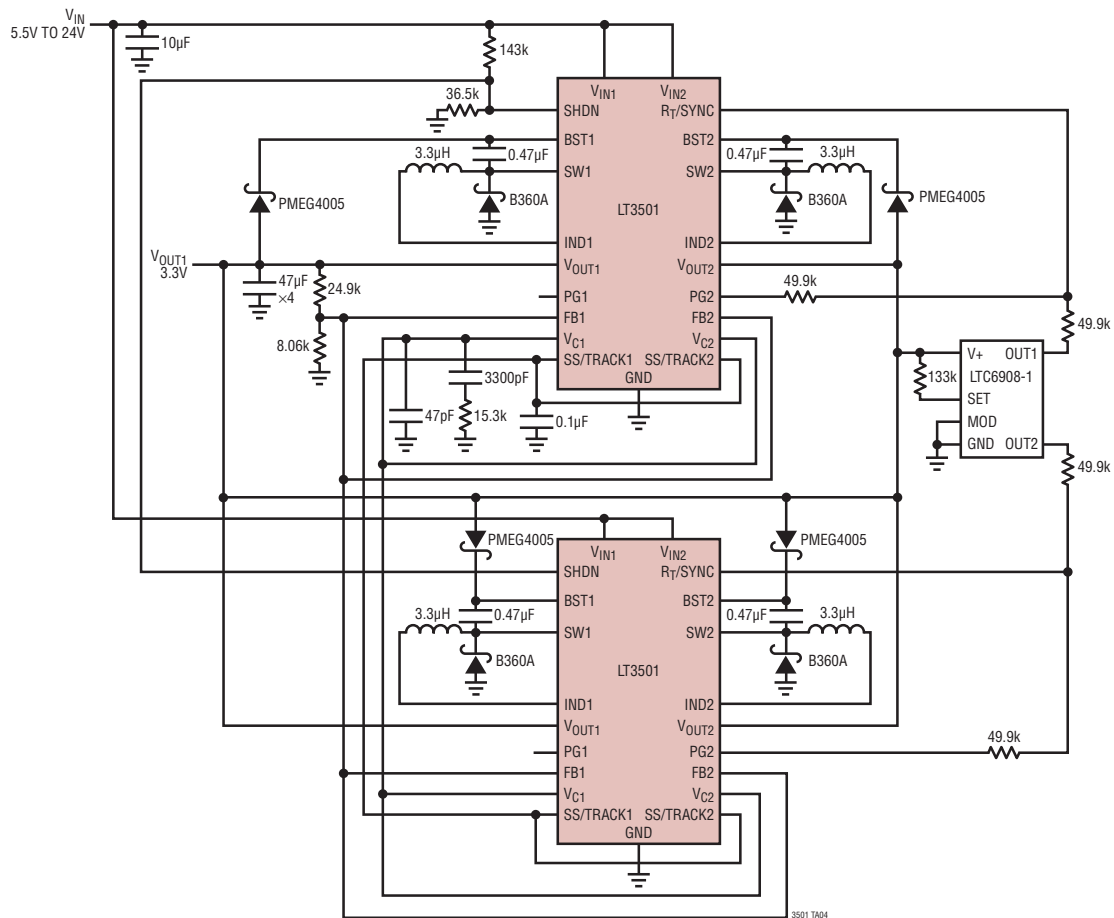 VIN
5.5V TO 24V
10µF
143k
36.5k
VIN1
VIN2
SHDN
RT/SYNC
BST1
BST2
3.3µH
0.47µF
0.47µF
3.3µH
SW1
SW2
PMEG4005
B360A
LT3501
B360A
PMEG4005
IND1
IND2
VOUT1
3.3V
VOUT1
VOUT2
47µF
×4
24.9k
PG1
PG2
49.9k
49.9k
8.06k
FB1
FB2
VC1
VC2
SS/TRACK1
SS/TRACK2
GND
3300pF
47pF
15.3k
0.1µF
V+
OUT1
133k
LTC6908-1
SET
MOD
GND
OUT2
49.9k
PMEG4005
VIN1
VIN2
PMEG4005
SHDN
RT/SYNC
BST1
BST2
3.3µH
0.47µF
0.47µF
3.3µH
SW1
SW2
B360A
LT3501
B360A
IND1
IND2
VOUT1
VOUT2
PG1
PG2
49.9k
FB1
FB2
VC1
VC2
SS/TRACK1
SS/TRACK2
GND
3501 TA04